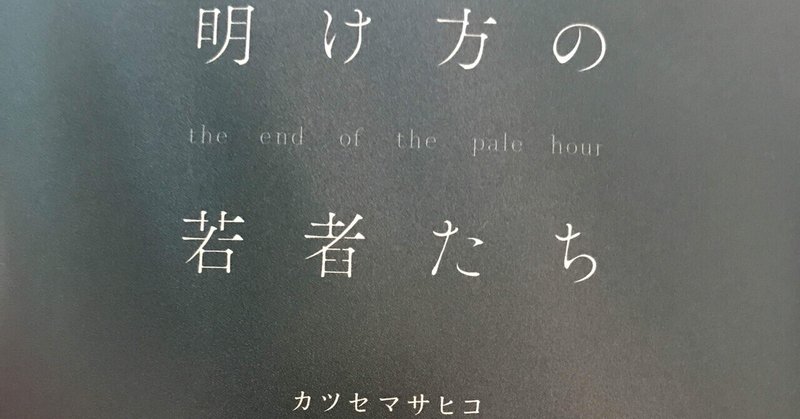 明け方の
the end of the pale hour
若者たち
カツセマサヒコ